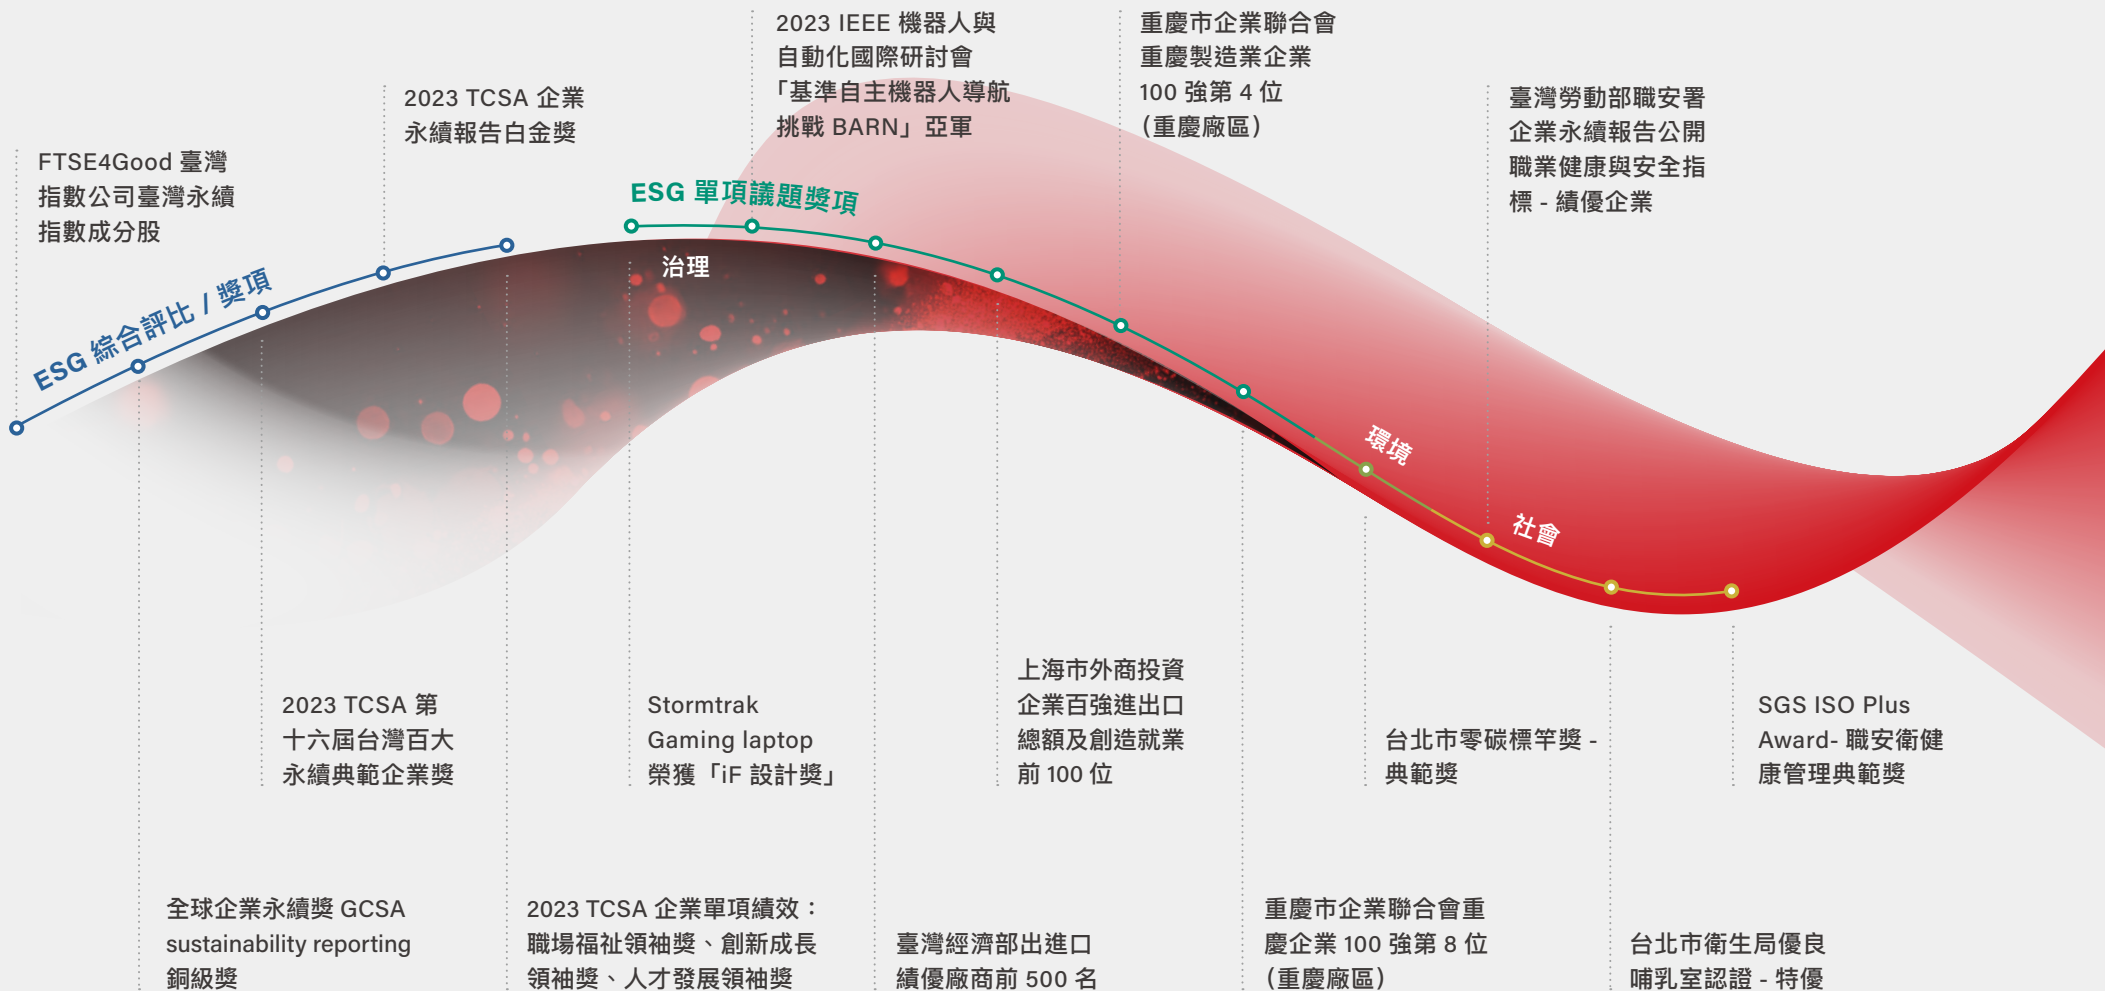 FTSE4Good 臺灣
指數公司臺灣永續
指數成分股
2023 TCSA 企業
永續報告白金獎
2023 IEEE 機器人與
自動化國際研討會
「基準自主機器人導航
挑戰 BARN」亞軍
重慶市企業聯合會
重慶製造業企業
100 強第 4 位
（重慶廠區）
臺灣勞動部職安署
企業永續報告公開
職業健康與安全指
標 - 績優企業
ESG 綜合評比 / 獎項
ESG 單項議題獎項
治理
環境
社會
2023 TCSA 第
十六屆台灣百大
永續典範企業獎
Stormtrak
Gaming laptop
榮獲「iF 設計獎」
上海市外商投資
企業百強進出口
總額及創造就業
前 100 位
台北市零碳標竿獎 -
典範獎
SGS ISO Plus
Award- 職安衛健
康管理典範獎
全球企業永續獎 GCSA
sustainability reporting
銅級獎
2023 TCSA 企業單項績效：
職場福祉領袖獎、創新成長
領袖獎、人才發展領袖獎
臺灣經濟部出進口
績優廠商前 500 名
重慶市企業聯合會重
慶企業 100 強第 8 位
（重慶廠區）
台北市衛生局優良
哺乳室認證 - 特優